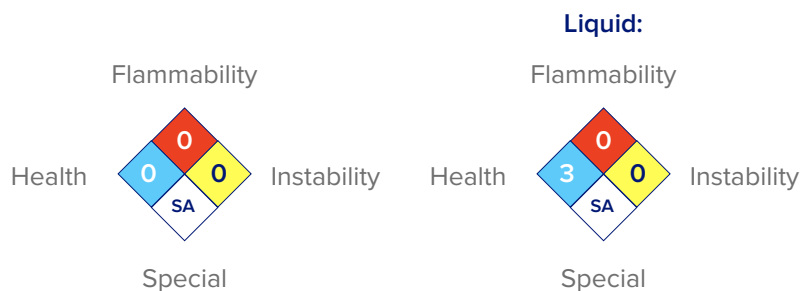 Liquid:
Flammability Flammability
0 0
Health 0 0 Instability Health 3 0 Instability
SA SA
Special Special